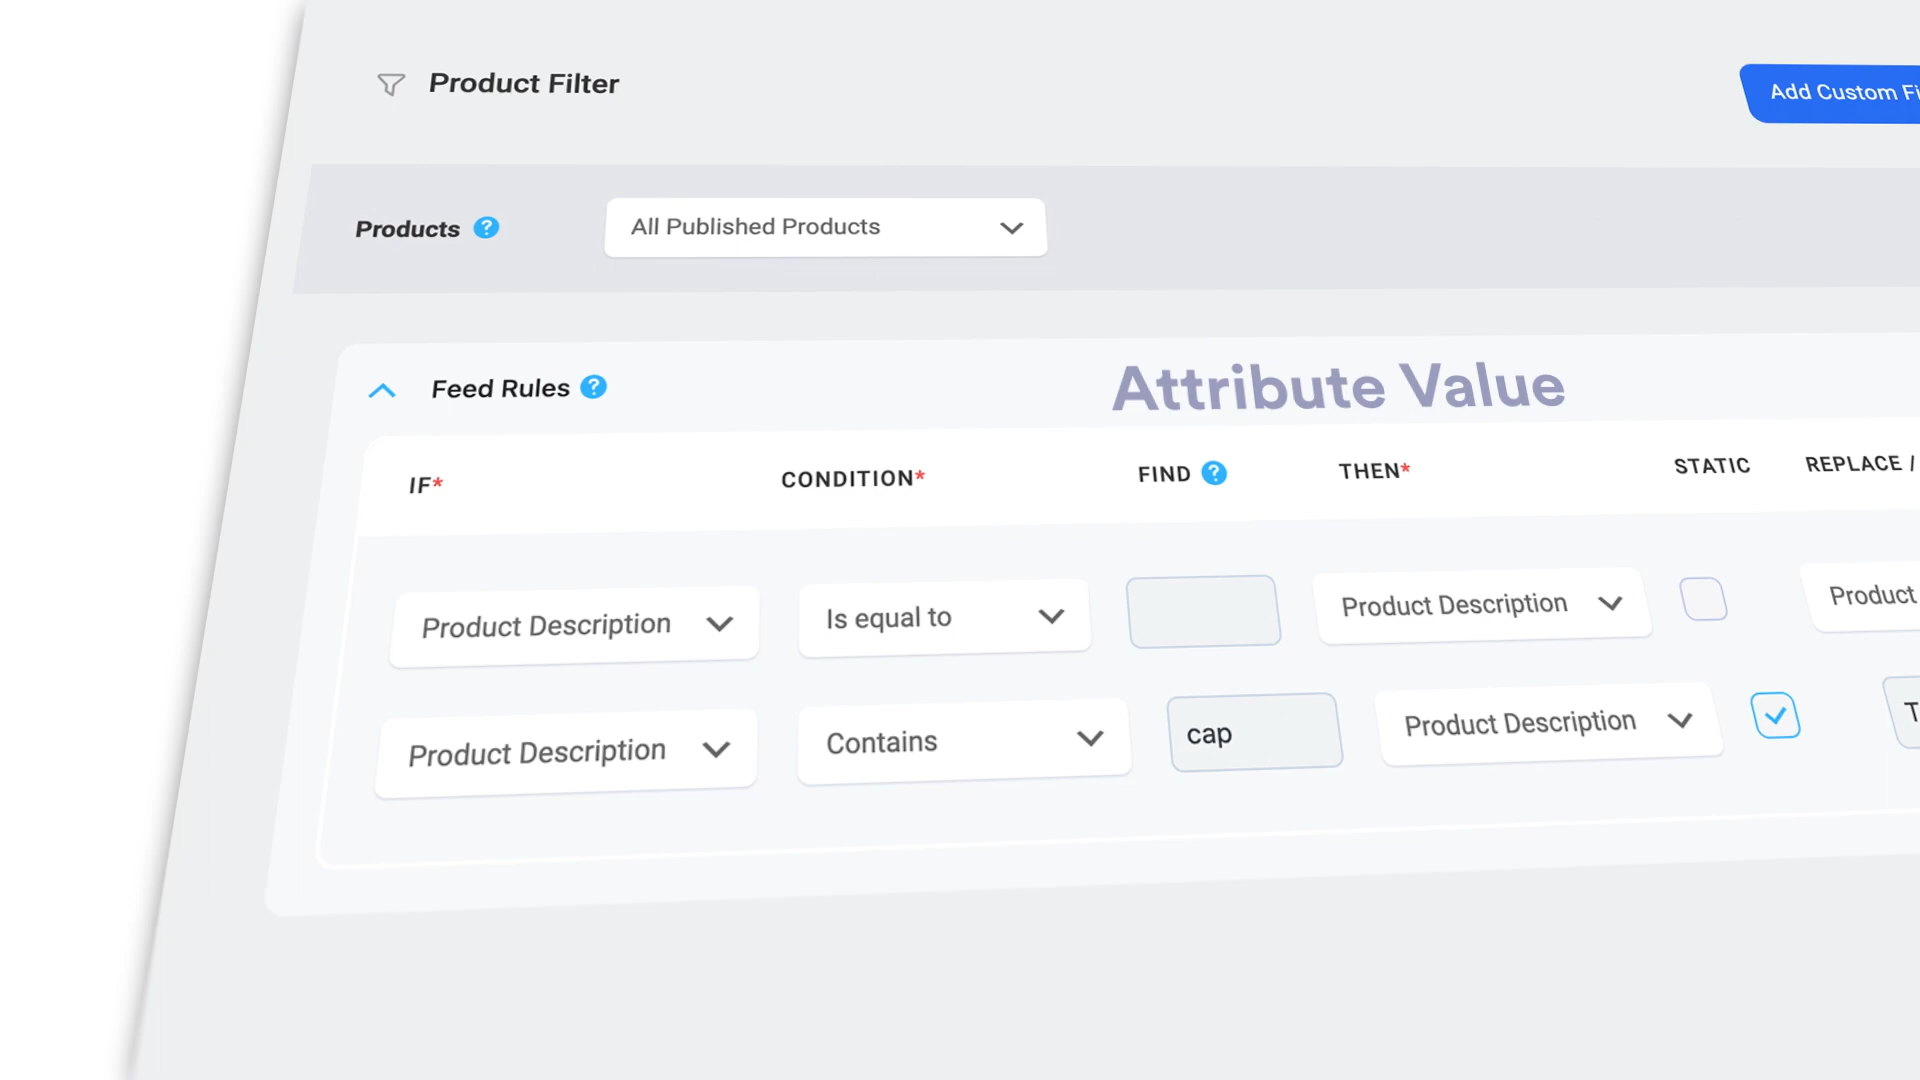 Product Filter
Add Custom
Products ?
All Published Products
Feed Rules ?
Attribute Value
IF* CONDITION* FIND ? THEN* STATIC REPLACE /
Product Description Is equal to Product Description Product
Product Description Contains cap Product Description